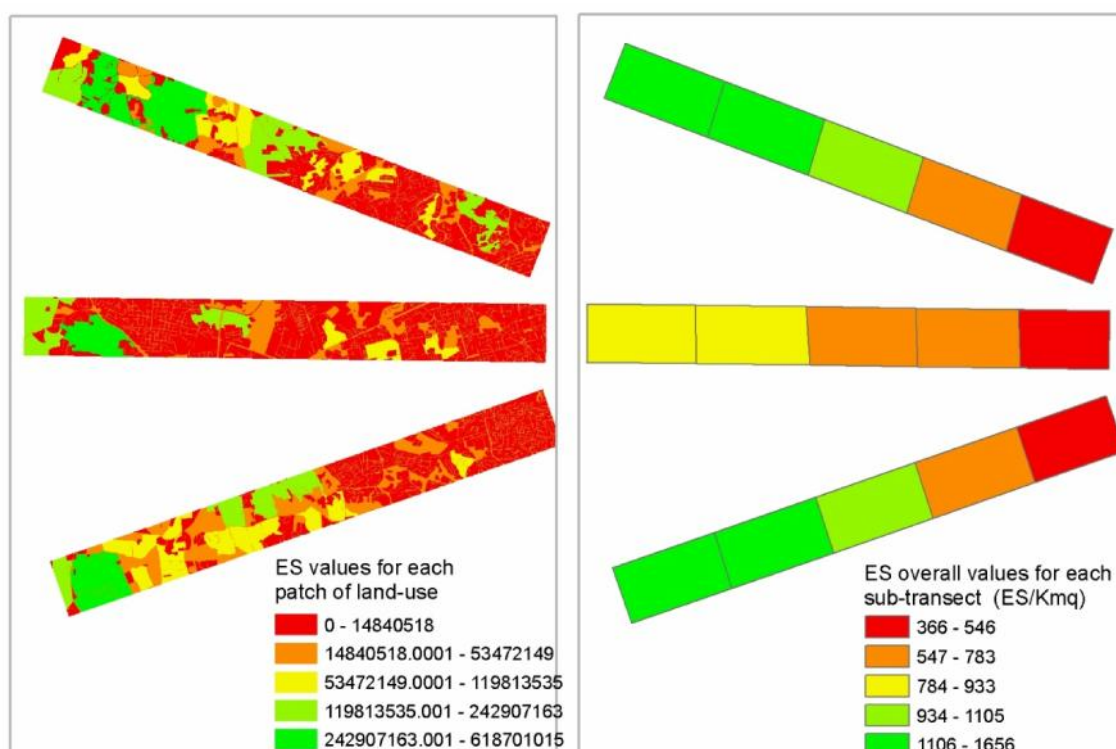 ES values for each
patch of land-use
0 - 14840518
14840518.0001 - 53472149
53472149.0001 - 119813535
119813535.001 - 242907163
242907163.001 - 618701015
ES overall values for each
sub-transect (ES/Kmq)
366 - 546
547 - 783
784 - 933
934 - 1105
1106 - 1656